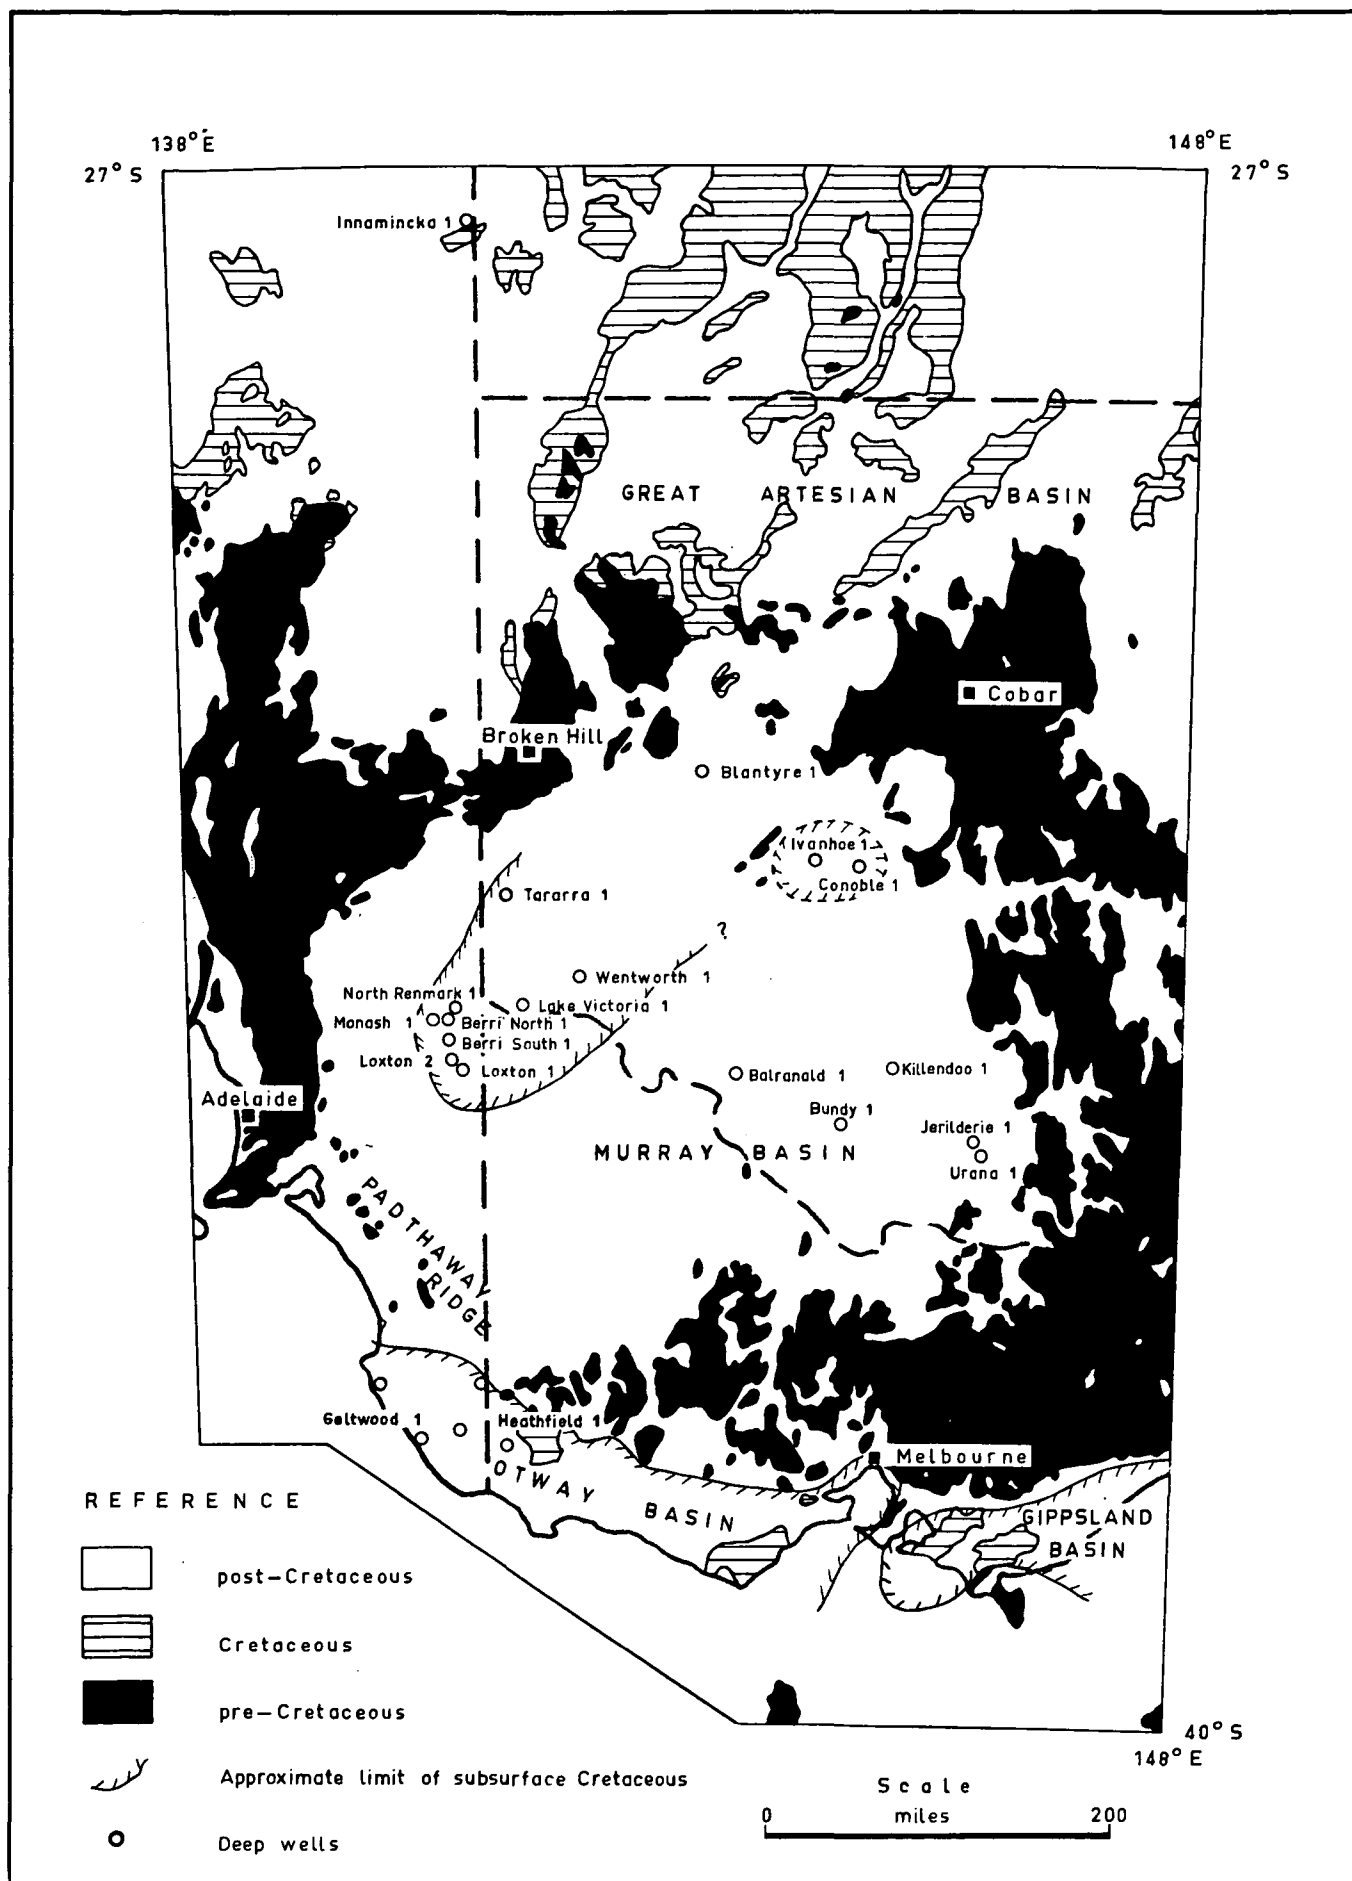 138°E
148°E
27°S
27°S
Innamincka 1
GREAT ARTESIAN BASIN
Cobar
Broken Hill
Blantyre 1
Ivanhoe 1
Conoble 1
Tararra 1
?
Wentworth 1
North Renmark 1
Lake Victoria 1
Monash 1
Berri North 1
Berri South 1
Loxton 2
Loxton 1
Balranald 1
Killendoo 1
Adelaide
Bundy 1
Jerilderie 1
MURRAY BASIN
Urana 1
PADTHAWAY
RIDGE
Geltwood 1
Heathfield 1
Melbourne
OTWAY BASIN
GIPPSLAND
BASIN
REFERENCE
post-Cretaceous
Cretaceous
pre-Cretaceous
Approximate limit of subsurface Cretaceous
Deep wells
40°S
148°E
Scale
0 miles 200